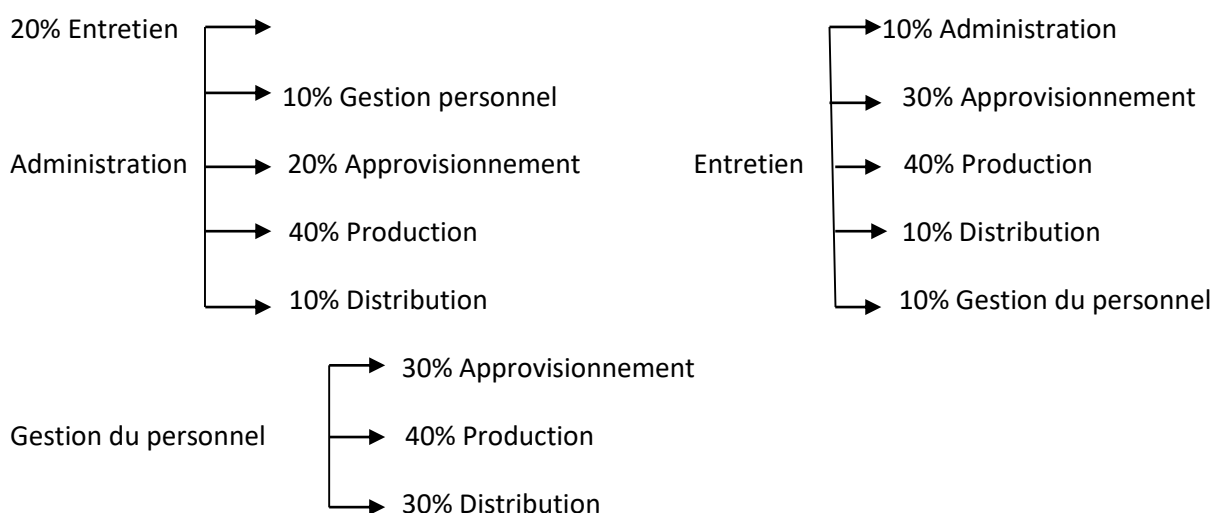 20% Entretien
10% Gestion personnel
Administration
20% Approvisionnement
40% Production
10% Distribution
10% Administration
30% Approvisionnement
Entretien
40% Production
10% Distribution
10% Gestion du personnel
30% Approvisionnement
Gestion du personnel
40% Production
30% Distribution